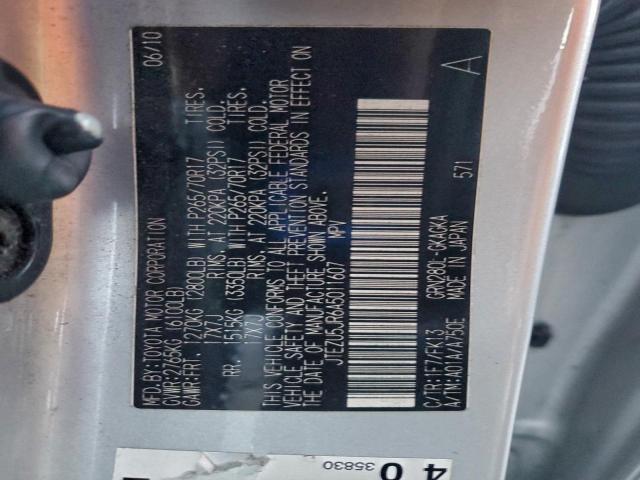 MFD.BY:TOYOTA MOTOR CORPORATION 06/10
GVWR:2765KG (6100LB)
GAWR:FRT. 1270KG (2800LB) WITH P265/70R17 TIRES.
17X7J RIMS, AT 220KPA (32PSI) COLD.
RR. 1515KG (3350LB) WITH P265/70R17 TIRES.
17X7J RIMS, AT 220KPA (32PSI) COLD.
THIS VEHICLE CONFORMS TO ALL APPLICABLE FEDERAL MOTOR
VEHICLE SAFETY AND THEFT PREVENTION STANDARDS IN EFFECT ON
THE DATE OF MANUFACTURE SHOWN ABOVE.
JTEZU5JR6A5011607 MPV
C/TR:1F7/FK13 GRN280L-GKAGKA A
A/TM:A01A/A750E MADE IN JAPAN 571
40
35830